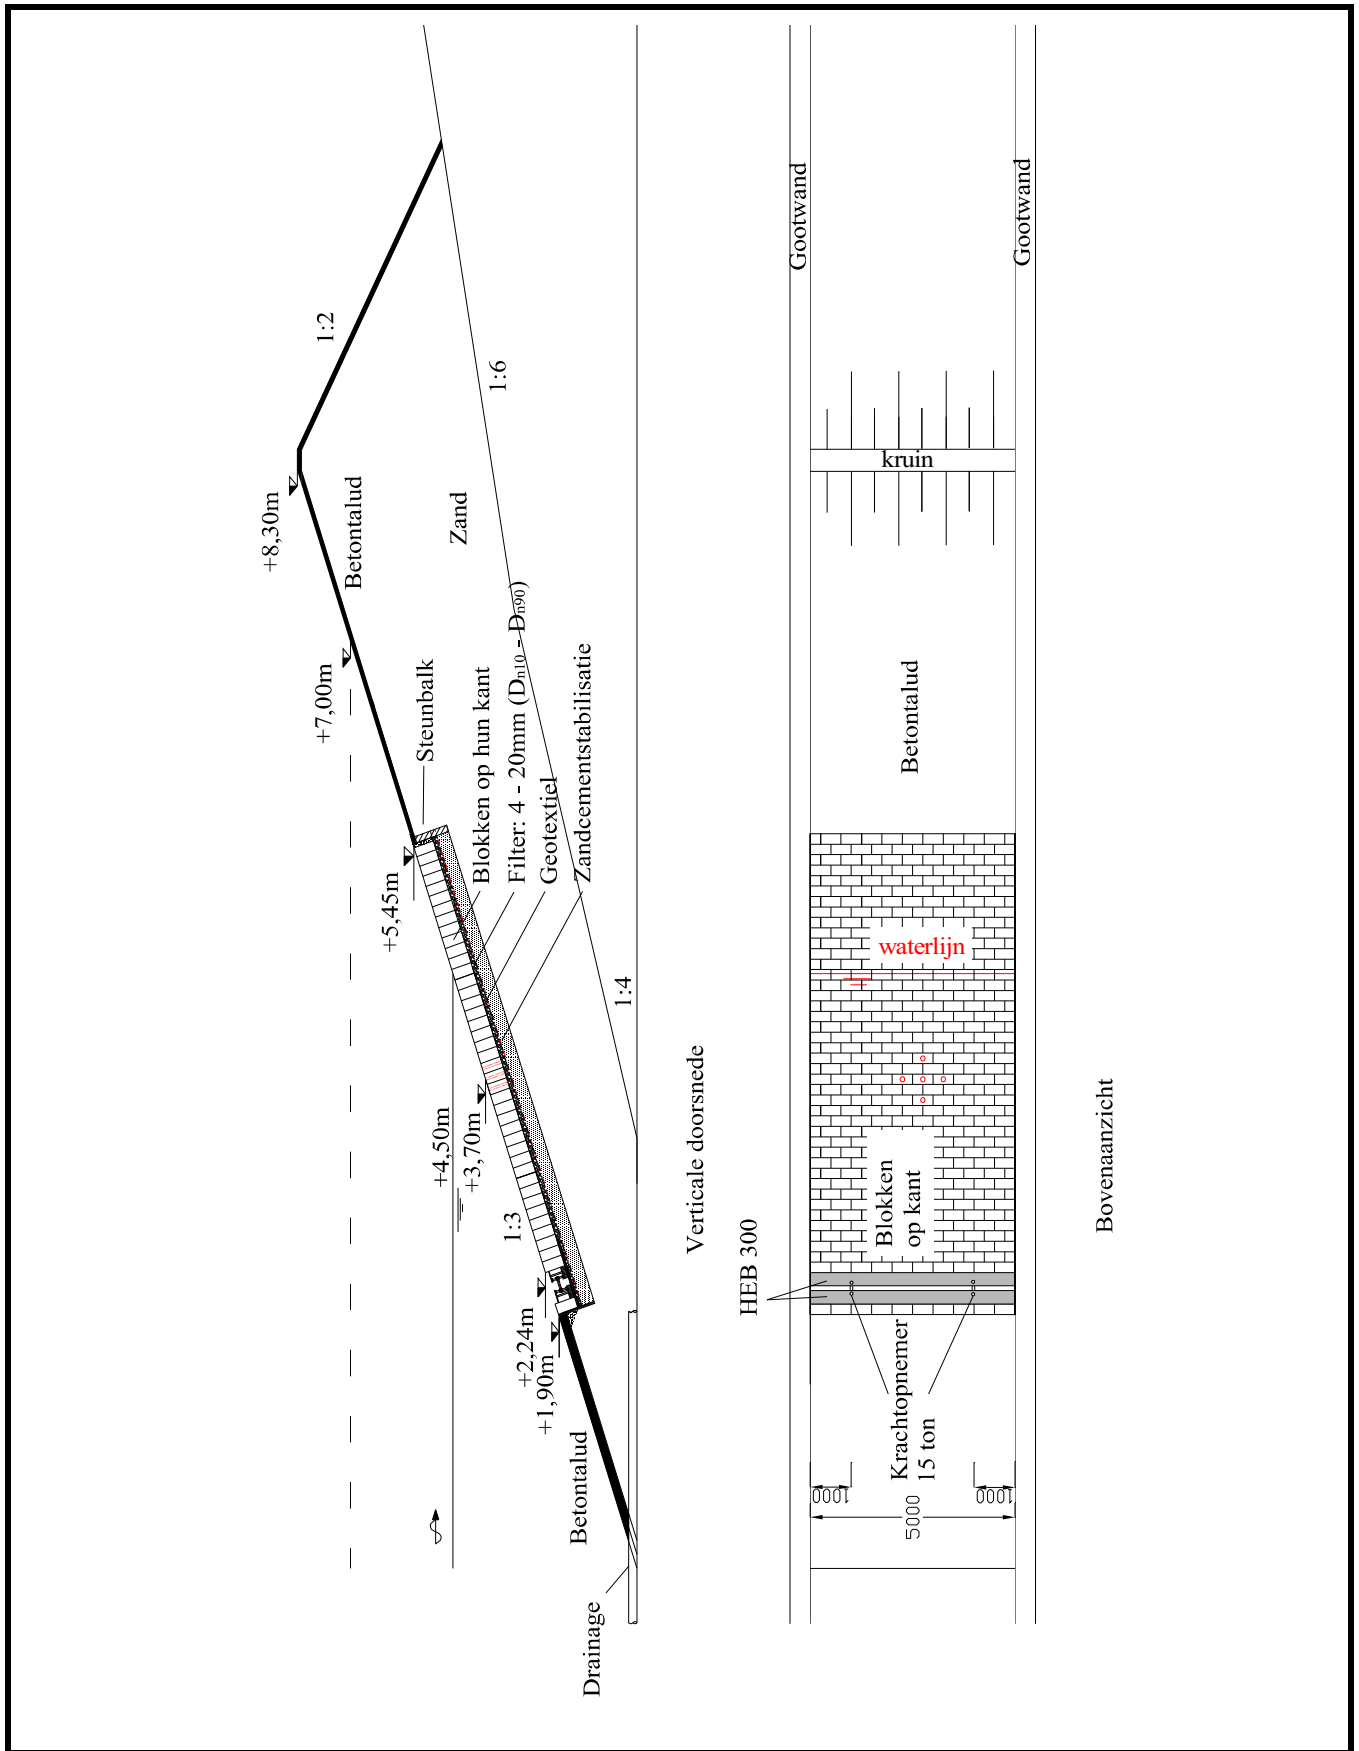 +8,30m
1:2
Betontalud
+7,00m
Zand
1:6
Steunbalk
Blokken op hun kant
Filter: 4 - 20mm (Dn10 - Dn90)
Geotextiel
Zandcementstabilisatie
+5,45m
+4,50m
+3,70m
1:3
1:4
+2,24m
+1,90m
Betontalud
Drainage
Verticale doorsnede
Gootwand
Gootwand
kruin
Betontalud
waterlijn
Blokken
op kant
HEB 300
Krachtopnemer
15 ton
1000
1000
5000
Bovenaanzicht